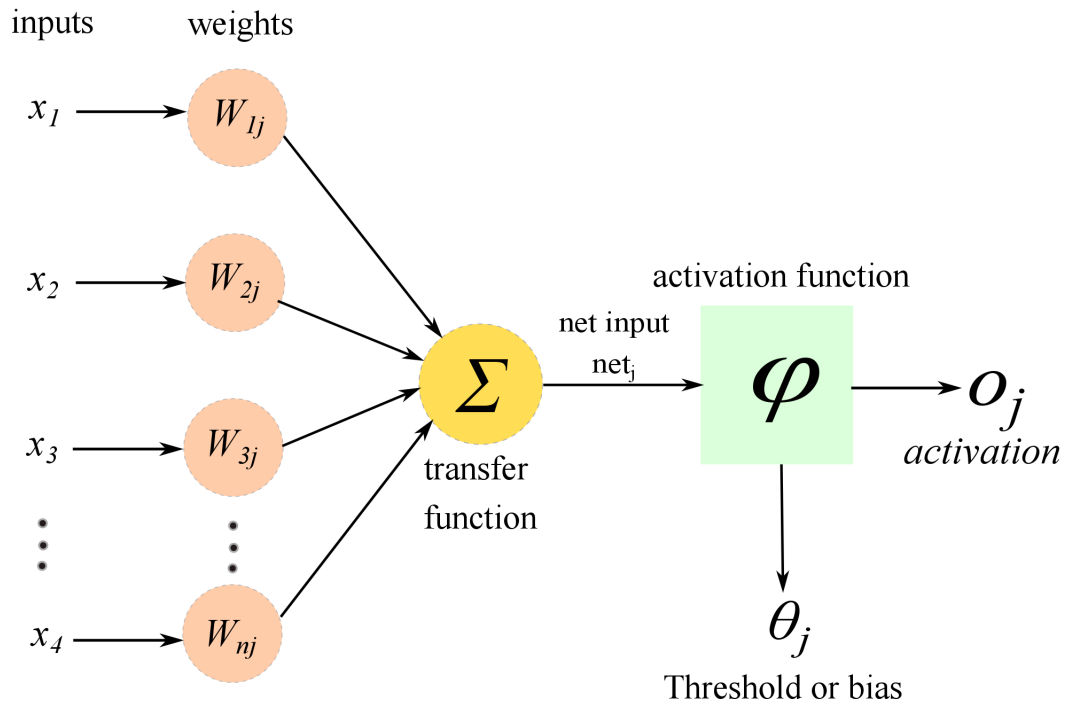 inputs
weights
x1
W1j
x2
W2j
activation function
net input
netj
φ
oj
activation
Σ
x3
W3j
transfer
function
x4
Wnj
θj
Threshold or bias